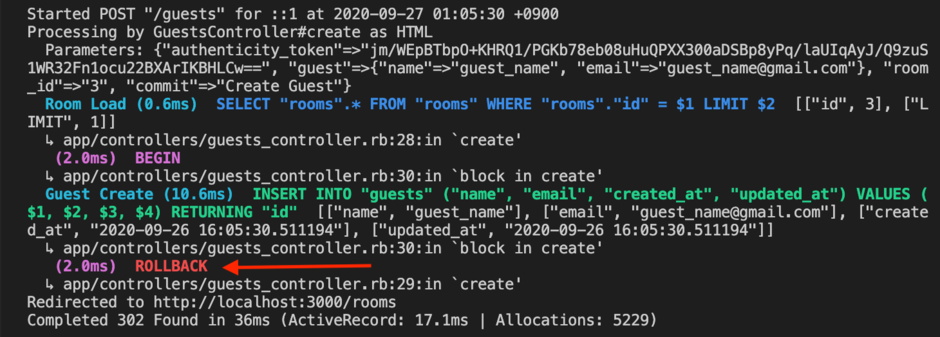 Started POST "/guests" for ::1 at 2020-09-27 01:05:30 +0900
Processing by GuestsController#create as HTML
Parameters: {"authenticity_token"=>"jm/WEpBTbpO+KHRQ1/PGKb78eb08uHuQPXX300aDSBp8yPq/laUIqAyJ/Q9zuS
1WR32Fn1ocu22BXArIKBHLCw==", "guest"=>{"name"=>"guest_name", "email"=>"guest_name@gmail.com"}, "room
_id"=>"3", "commit"=>"Create Guest"}
Room Load (0.6ms)  SELECT "rooms".* FROM "rooms" WHERE "rooms"."id" = $1 LIMIT $2  [["id", 3], ["L
IMIT", 1]]
↳ app/controllers/guests_controller.rb:28:in `create'
(2.0ms)  BEGIN
↳ app/controllers/guests_controller.rb:30:in `block in create'
Guest Create (10.6ms)  INSERT INTO "guests" ("name", "email", "created_at", "updated_at") VALUES (
$1, $2, $3, $4) RETURNING "id"  [["name", "guest_name"], ["email", "guest_name@gmail.com"], ["create
d_at", "2020-09-26 16:05:30.511194"], ["updated_at", "2020-09-26 16:05:30.511194"]]
↳ app/controllers/guests_controller.rb:30:in `block in create'
(2.0ms)  ROLLBACK
↳ app/controllers/guests_controller.rb:29:in `create'
Redirected to http://localhost:3000/rooms
Completed 302 Found in 36ms (ActiveRecord: 17.1ms | Allocations: 5229)